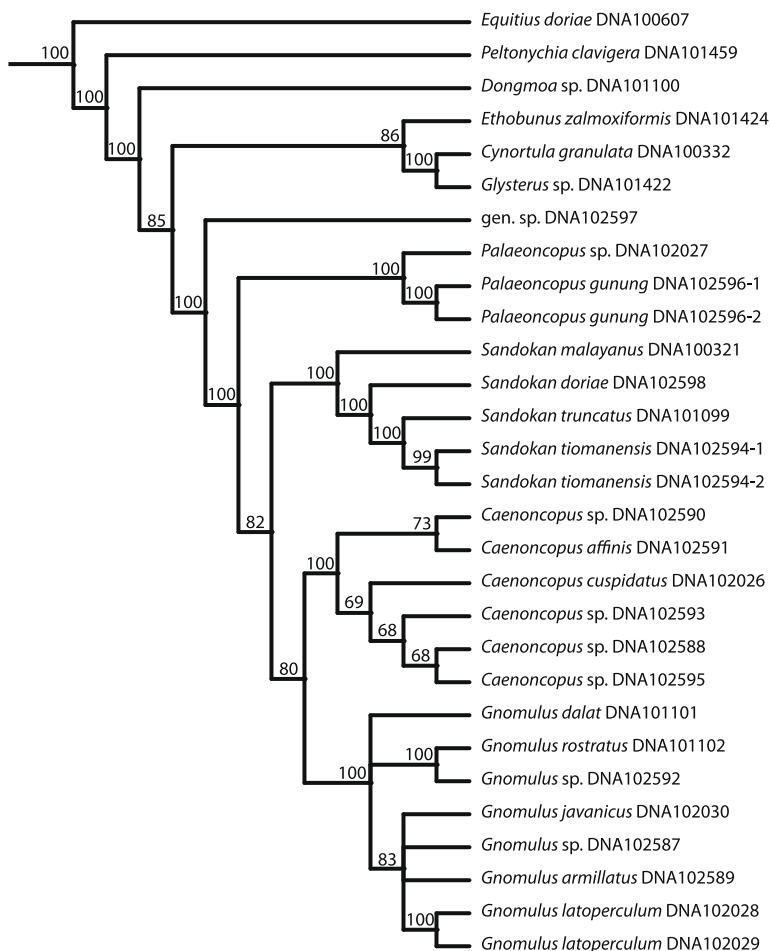 Equitius doriae DNA100607
100
Peltonychia clavigera DNA101459
100
Dongmoa sp. DNA101100
100
Ethobunus zalmoxiformis DNA101424
86
Cynortula granulata DNA100332
100
Glysterus sp. DNA101422
85
gen. sp. DNA102597
100
Palaeoncopus sp. DNA102027
100
Palaeoncopus gunung DNA102596-1
100
Palaeoncopus gunung DNA102596-2
100
Sandokan malayanus DNA100321
100
Sandokan doriae DNA102598
100
Sandokan truncatus DNA101099
100
Sandokan tiomanensis DNA102594-1
99
Sandokan tiomanensis DNA102594-2
82
Caenoncopus sp. DNA102590
73
Caenoncopus affinis DNA102591
100
Caenoncopus cuspidatus DNA102026
69
Caenoncopus sp. DNA102593
68
Caenoncopus sp. DNA102588
68
Caenoncopus sp. DNA102595
80
Gnomulus dalat DNA101101
Gnomulus rostratus DNA101102
100
Gnomulus sp. DNA102592
100
Gnomulus javanicus DNA102030
Gnomulus sp. DNA102587
83
Gnomulus armillatus DNA102589
Gnomulus latoperculum DNA102028
100
Gnomulus latoperculum DNA102029